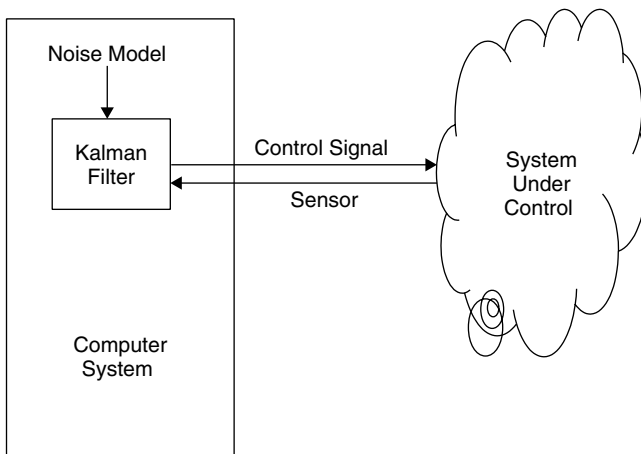 Noise Model
Kalman
Filter
Control Signal
Sensor
System
Under
Control
Computer
System